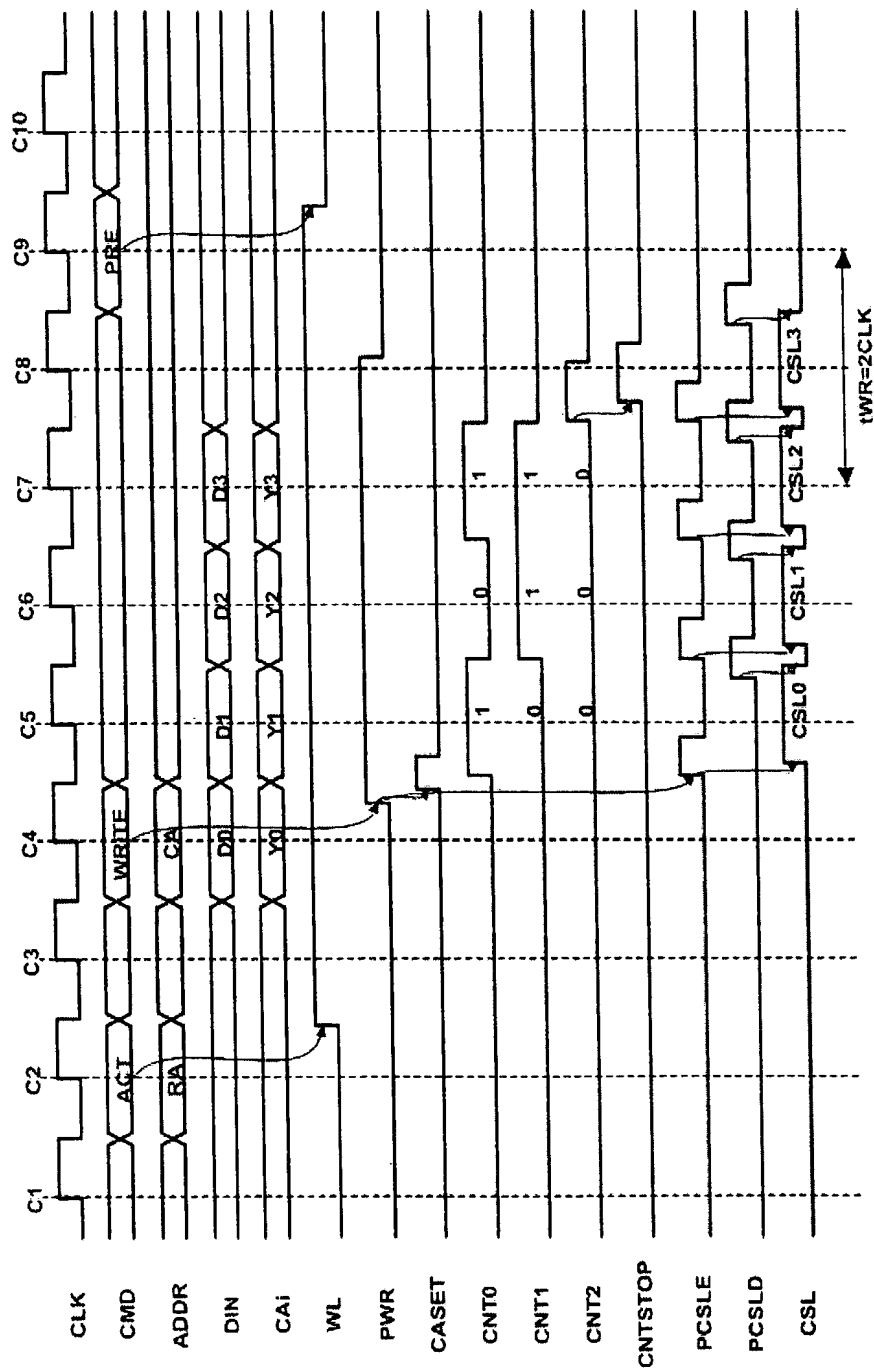 C1 C2 C3 C4 C5 C6 C7 C8 C9 C10
CLK
CMD ACT WRITE PRE
ADDR RA CA
DIN D0 D1 D2 D3
CAi Y0 Y1 Y2 Y3
WL
PWR
CASET
CNT0 1 0 1
CNT1 0 1 1
CNT2 0 0 0
CNTSTOP
PCSLE
PCSLD
CSL CSL0 CSL1 CSL2 CSL3
tWR=2CLK